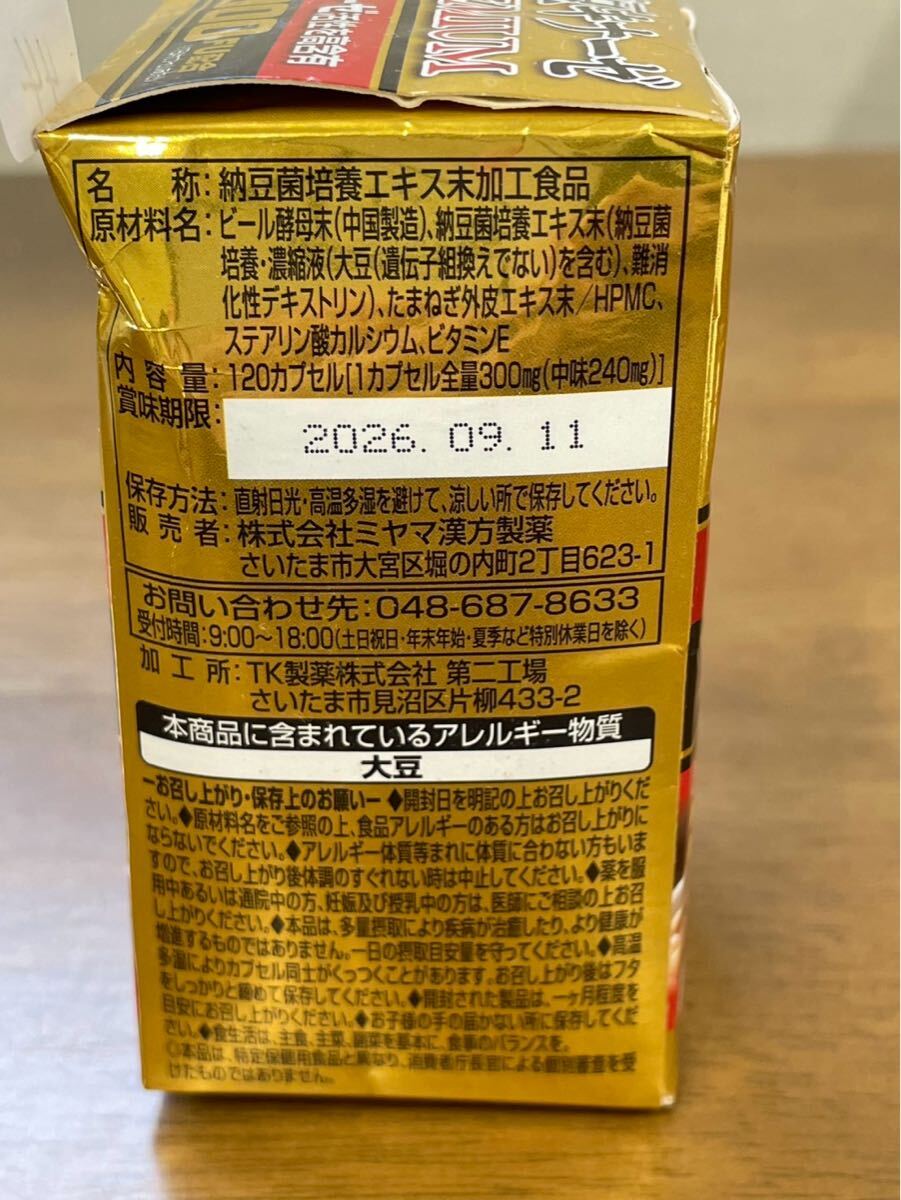 ナットウキナーゼ
MIUM
ーゼ高含有
名称:納豆菌培養エキス末加工食品
原材料名:ビール酵母末(中国製造)、納豆菌培養エキス末(納豆菌
培養・濃縮液(大豆(遺伝子組換えでない)を含む)、難消
化性デキストリン)、たまねぎ外皮エキス末/HPMC、
ステアリン酸カルシウム、ビタミンE
内容量:120カプセル[1カプセル全量300mg(中味240mg)]
賞味期限:2026.09.11
保存方法:直射日光・高温多湿を避けて、涼しい所で保存してください。
販売者:株式会社ミヤマ漢方製薬
さいたま市大宮区堀の内町2丁目623-1
お問い合わせ先:048-687-8633
受付時間:9:00〜18:00(土日祝日・年末年始・夏季など特別休業日を除く)
加工所:TK製薬株式会社 第二工場
さいたま市見沼区片柳433-2
本商品に含まれているアレルギー物質
大豆
ーお召し上がり・保存上のお願いー ◆開封日を明記の上お召し上がりくだ
さい。◆原材料名をご参照の上、食品アレルギーのある方はお召し上がりに
ならないでください。◆アレルギー体質等まれに体質に合わない方もいま
すので、お召し上がり後体調のすぐれない時は中止してください。◆薬を服
用中あるいは通院中の方、妊娠及び授乳中の方は、医師にご相談の上お召
し上がりください。◆本品は、多量摂取により疾病が治癒したり、より健康が
増進するものではありません。一日の摂取目安量を守ってください。◆高温
多湿によりカプセル同士がくっつくことがあります。お召し上がり後はフタ
をしっかりと締めて保存してください。◆開封された製品は、一ヶ月程度を
目安にお召し上がりください。◆お子様の手の届かない所に保存してくだ
さい。◆食生活は、主食、主菜、副菜を基本に、食事のバランスを。
◎本品は、特定保健用食品と異なり、消費者庁長官による個別審査を受
けたものではありません。